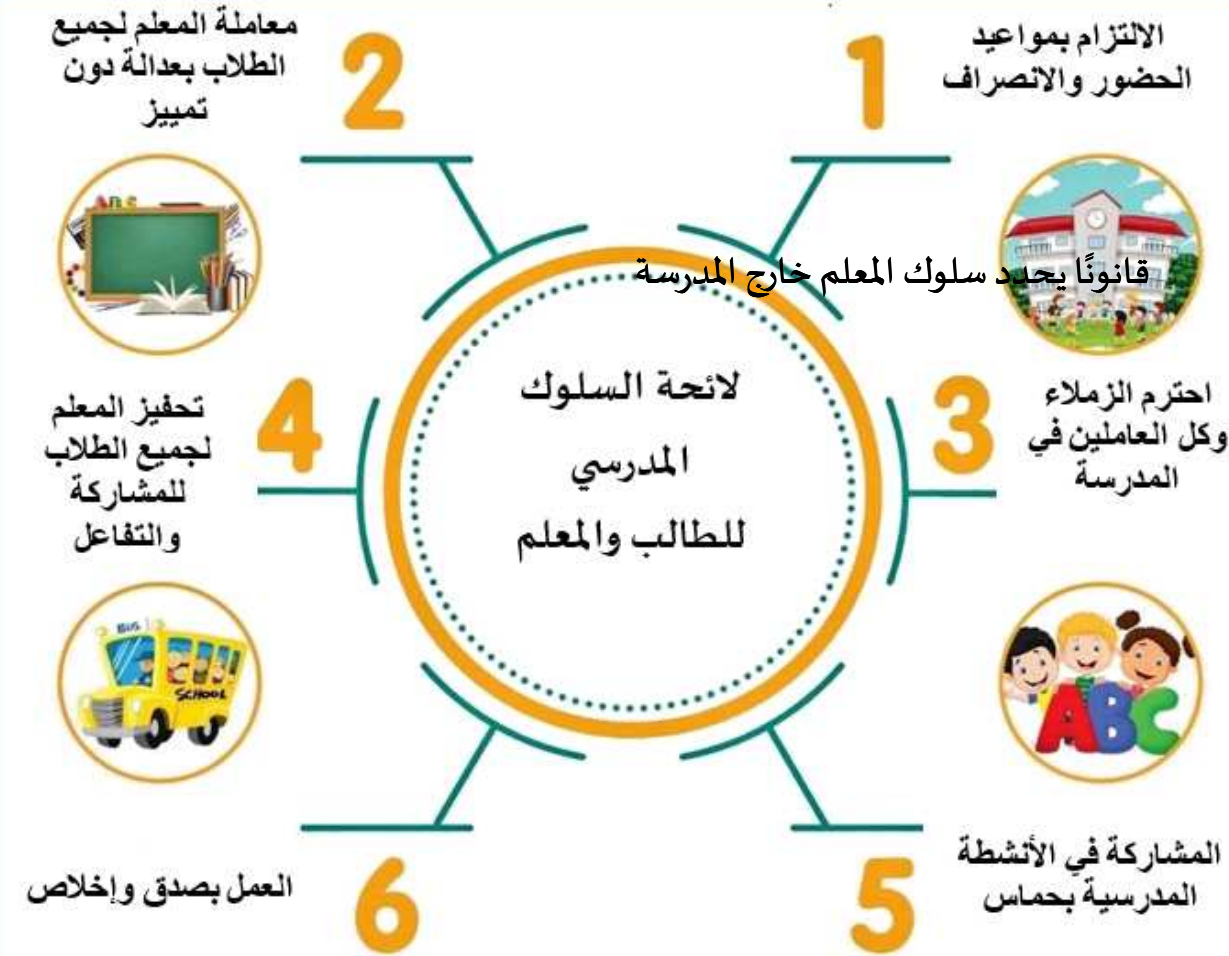 1
الالتزام بمواعيد
الحضور والانصراف
2
معاملة المعلم لجميع
الطلاب بعدالة دون
تمييز
ABC
قانونًا يحدد سلوك المعلم خارج المدرسة
لائحة السلوك
المدرسي
للطالب والمعلم
3
احترم الزملاء
وكل العاملين في
المدرسة
4
تحفيز المعلم
لجميع الطلاب
للمشاركة
والتفاعل
BUS
SCHOOL
ABC
5
المشاركة في الأنشطة
المدرسية بحماس
6
العمل بصدق وإخلاص